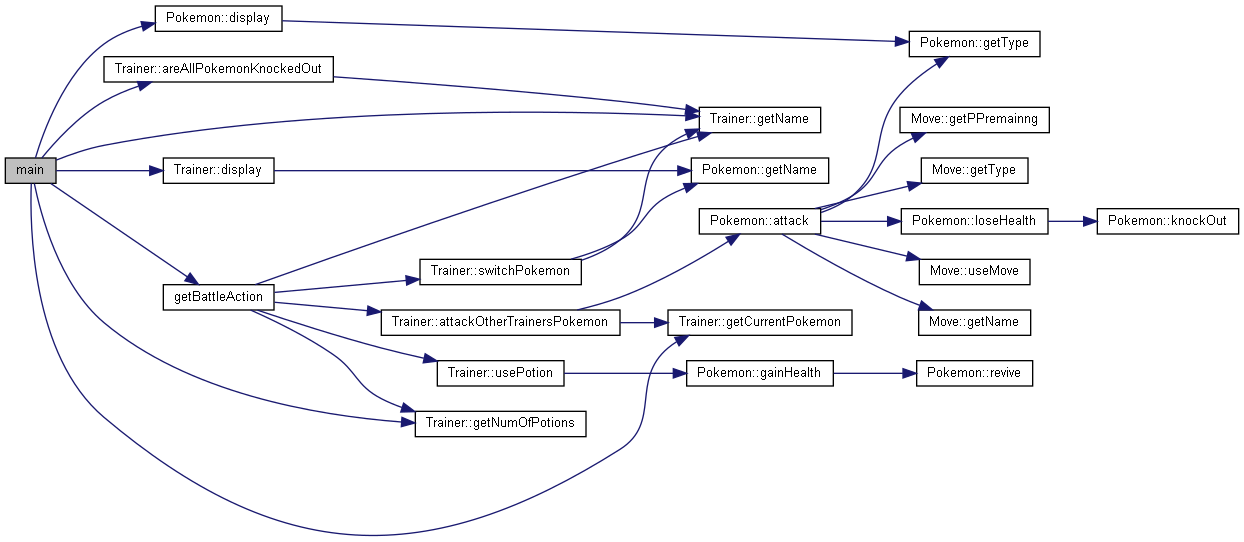 Pokemon::display
Pokemon::getType
Trainer::areAllPokemonKnockedOut
Trainer::getName
Move::getPPremainng
main
Trainer::display
Pokemon::getName
Move::getType
Pokemon::attack
Pokemon::loseHealth
Pokemon::knockOut
Trainer::switchPokemon
Move::useMove
getBattleAction
Trainer::attackOtherTrainersPokemon
Trainer::getCurrentPokemon
Move::getName
Trainer::usePotion
Pokemon::gainHealth
Pokemon::revive
Trainer::getNumOfPotions